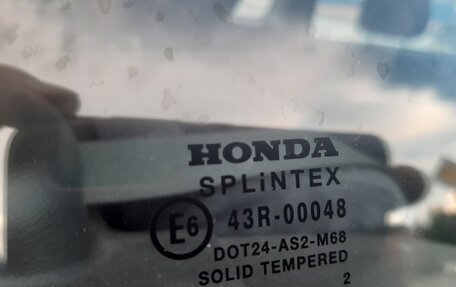 HONDA
SPLiNTEX
E6 43R-00048
DOT24-AS2-M68
SOLID TEMPERED
2